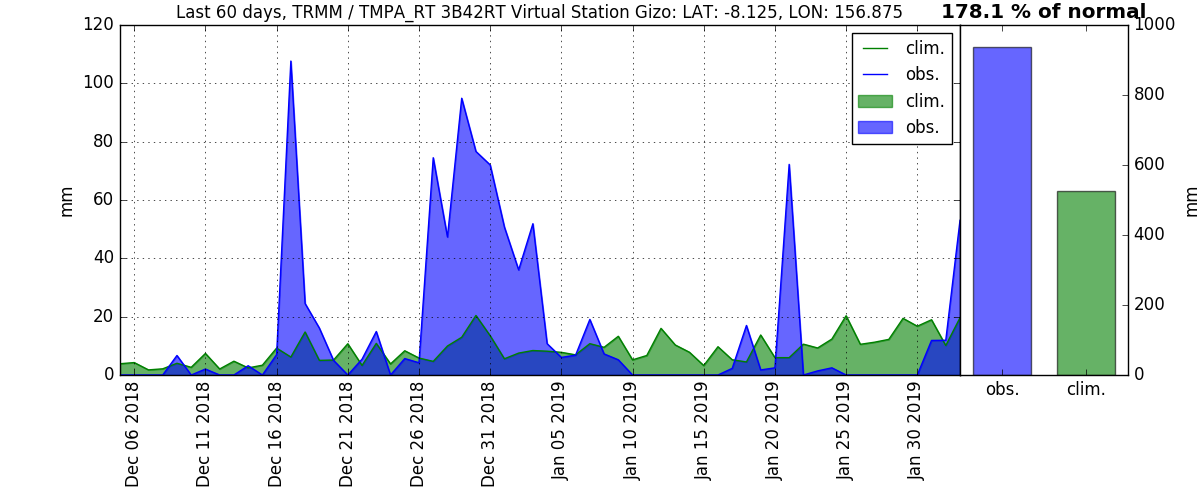 Last 60 days, TRMM / TMPA_RT 3B42RT Virtual Station Gizo: LAT: -8.125, LON: 156.875
178.1 % of normal
120
100
80
60
40
20
0
mm
clim.
obs.
clim.
obs.
Dec 06 2018
Dec 11 2018
Dec 16 2018
Dec 21 2018
Dec 26 2018
Dec 31 2018
Jan 05 2019
Jan 10 2019
Jan 15 2019
Jan 20 2019
Jan 25 2019
Jan 30 2019
1000
800
600
400
200
0
mm
obs.
clim.